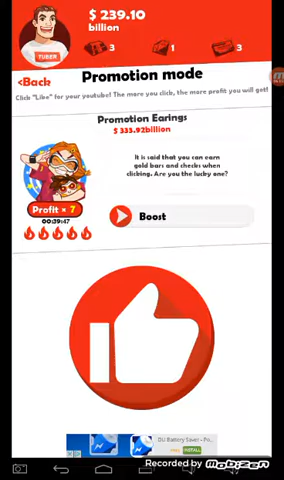 $ 239.10
billion
TUBER
3
1
3
<Back
Promotion mode
Click "Like" for your youtube! The more you click, the more profit you will get!
Promotion Earings
$ 333.92billion
It is said that you can earn
gold bars and checks when
clicking. Are you the lucky one?
Profit × 7
00:39:47
Boost
DU Battery Saver - Po...
INSTALL
Recorded by mobizen